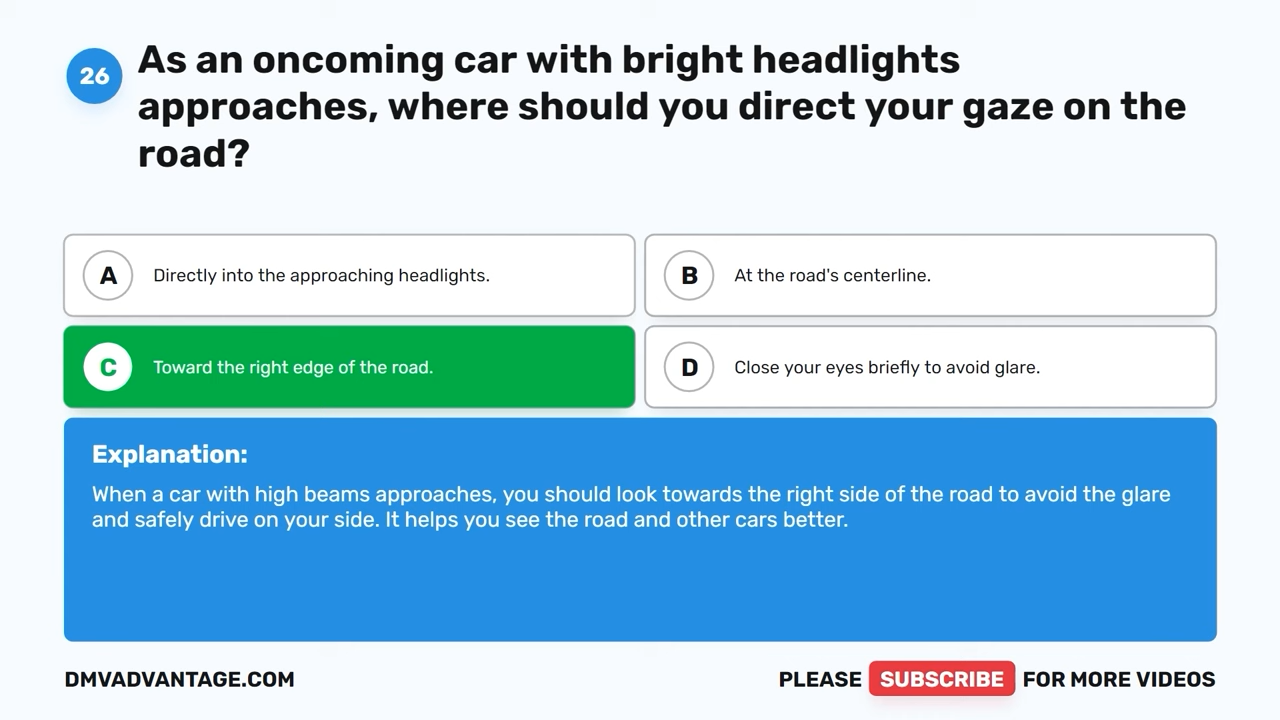 26
As an oncoming car with bright headlights
approaches, where should you direct your gaze on the
road?
A
Directly into the approaching headlights.
B
At the road's centerline.
C
Toward the right edge of the road.
D
Close your eyes briefly to avoid glare.
Explanation:
When a car with high beams approaches, you should look towards the right side of the road to avoid the glare
and safely drive on your side. It helps you see the road and other cars better.
DMVADVANTAGE.COM
PLEASE SUBSCRIBE FOR MORE VIDEOS